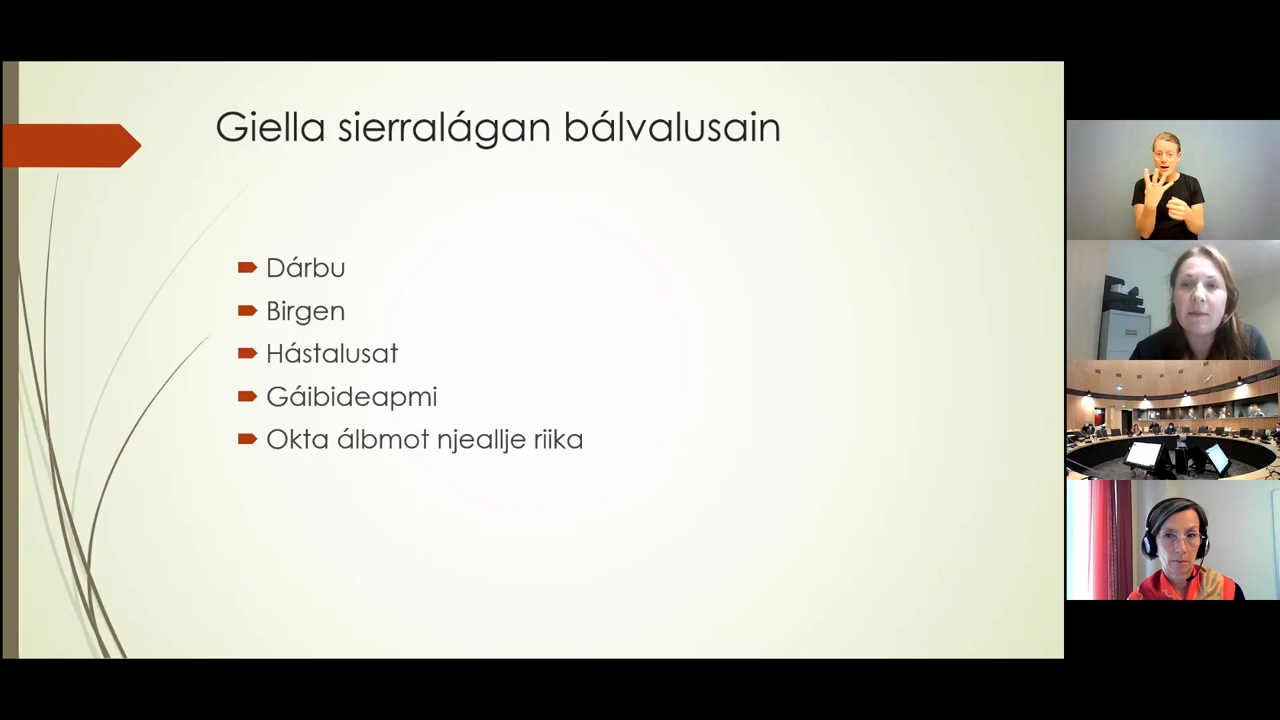 Giella sierralágan bálvalusain
Dárbu
Birgen
Hástalusat
Gáibideapmi
Okta álbmot njeallje riika